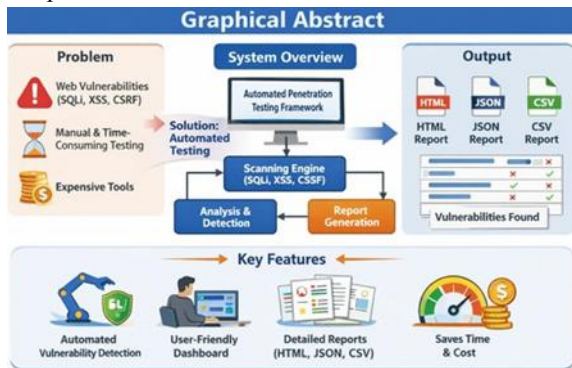 Graphical Abstract
Problem
Web Vulnerabilities
(SQLi, XSS, CSRF)
Manual & Time-
Consuming Testing
Expensive Tools
Solution:
Automated
Testing
System Overview
Automated Penetration
Testing Framework
Scanning Engine
(SQLi, XSS, CSSF)
Analysis &
Detection
Report
Generation
Output
HTML
JSON
CSV
HTML
Report
JSON
Report
CSV
Report
Vulnerabilities Found
Key Features
Automated
Vulnerability Detection
User-Friendly
Dashboard
Detailed Reports
(HTML, JSON, CSV)
Saves Time
& Cost